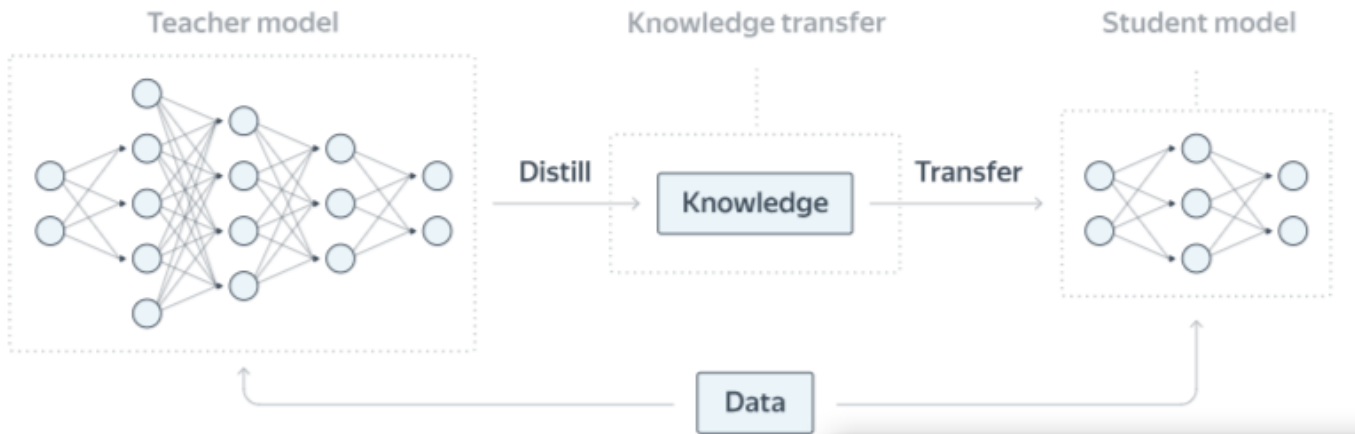 Teacher model
Knowledge transfer
Student model
Distill
Knowledge
Transfer
Data